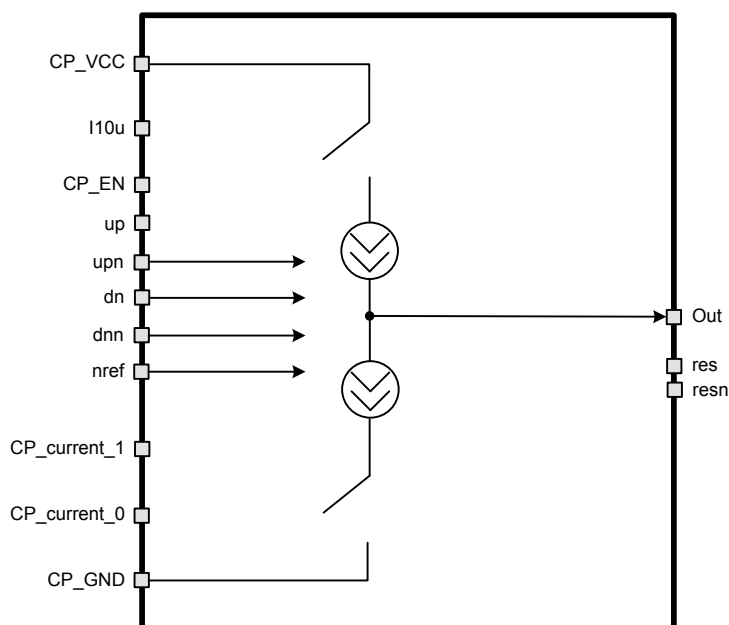 CP_VCC
I10u
CP_EN
up
upn
dn
dnn
nref
CP_current_1
CP_current_0
CP_GND
Out
res
resn